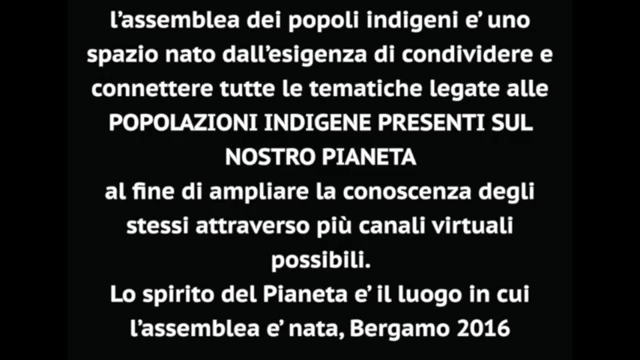 l'assemblea dei popoli indigeni e' uno
spazio nato dall'esigenza di condividere e
connettere tutte le tematiche legate alle
POPOLAZIONI INDIGENE PRESENTI SUL
NOSTRO PIANETA
al fine di ampliare la conoscenza degli
stessi attraverso più canali virtuali
possibili.
Lo spirito del Pianeta e' il luogo in cui
l'assemblea e' nata, Bergamo 2016